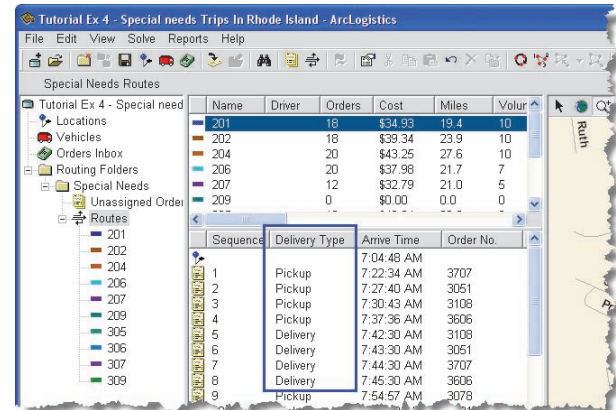 Tutorial Ex 4 - Special needs Trips In Rhode Island - ArcLogistics
File Edit View Solve Reports Help
Special Needs Routes
Tutorial Ex 4 - Special need
Locations
Vehicles
Orders Inbox
Routing Folders
Special Needs
Unassigned Order
Routes
201
202
204
206
207
209
305
306
307
309
Name Driver Orders Cost Miles Volur
201 18 $34.93 19.4 10
202 18 $39.34 23.9 10
204 20 $43.25 27.6 10
206 20 $37.98 21.7 7
207 12 $32.79 21.0 5
209 0 $0.00 0.0 0
Sequence Delivery Type Arrive Time Order No.
7:04:48 AM
1 Pickup 7:22:34 AM 3707
2 Pickup 7:27:40 AM 3051
3 Pickup 7:30:43 AM 3108
4 Pickup 7:37:36 AM 3606
5 Delivery 7:42:30 AM 3108
6 Delivery 7:43:30 AM 3051
7 Delivery 7:44:30 AM 3707
8 Delivery 7:45:30 AM 3606
9 Pickup 7:54:57 AM 3078
Ruth